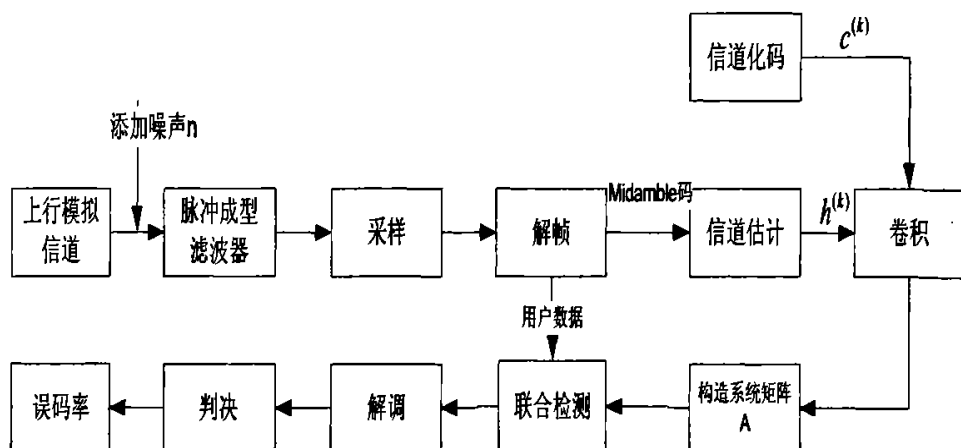 信道化码
c^(k)
添加噪声n
上行模拟
信道
脉冲成型
滤波器
采样
解帧
Midamble码
信道估计
h^(k)
卷积
用户数据
误码率
判决
解调
联合检测
构造系统矩阵
A